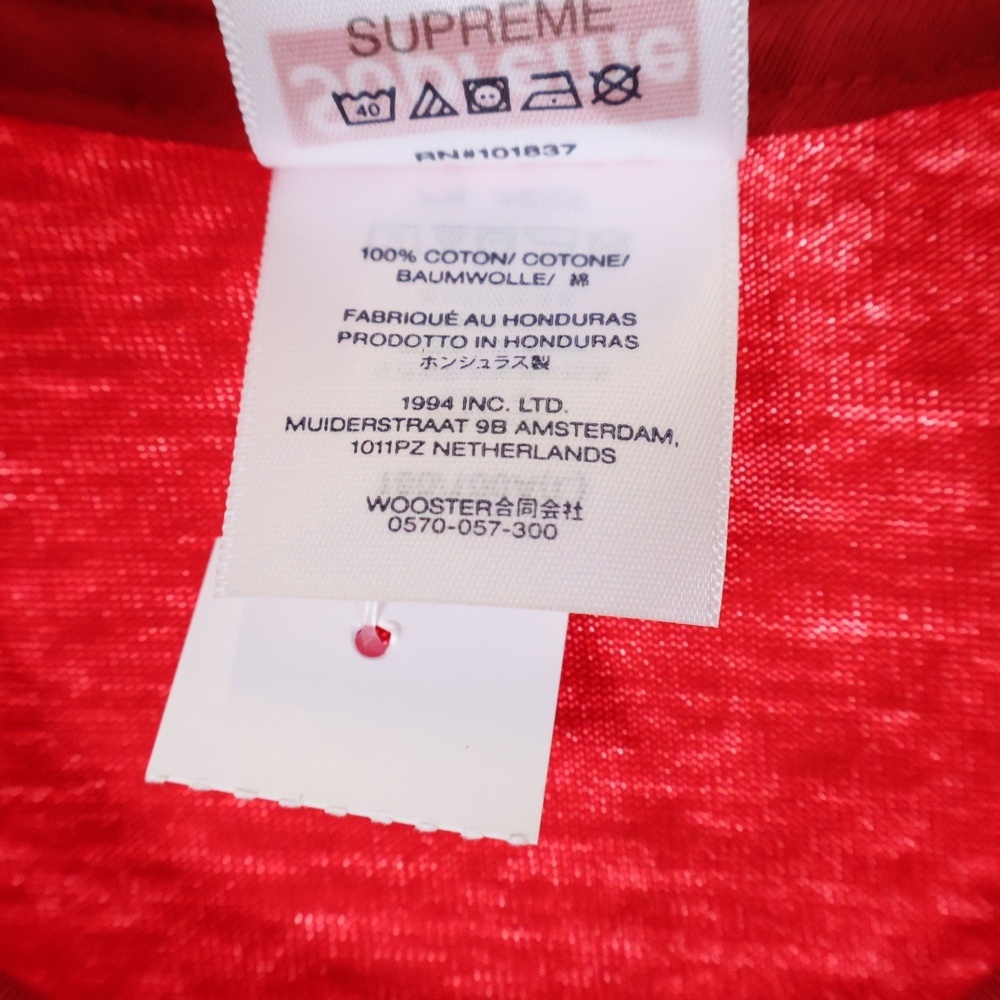 SUPREME
40
RN#101837
100% COTON/ COTONE/
BAUMWOLLE/ 綿
FABRIQUÉ AU HONDURAS
PRODOTTO IN HONDURAS
ホンジュラス製
1994 INC. LTD.
MUIDERSTRAAT 9B AMSTERDAM,
1011PZ NETHERLANDS
WOOSTER合同会社
0570-057-300